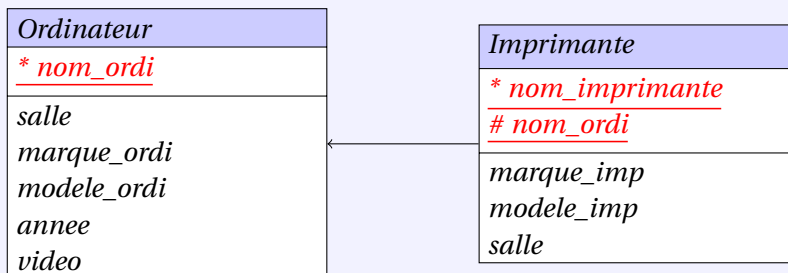 Ordinateur
* nom_ordi
salle
marque_ordi
modele_ordi
annee
video
Imprimante
* nom_imprimante
# nom_ordi
marque_imp
modele_imp
salle